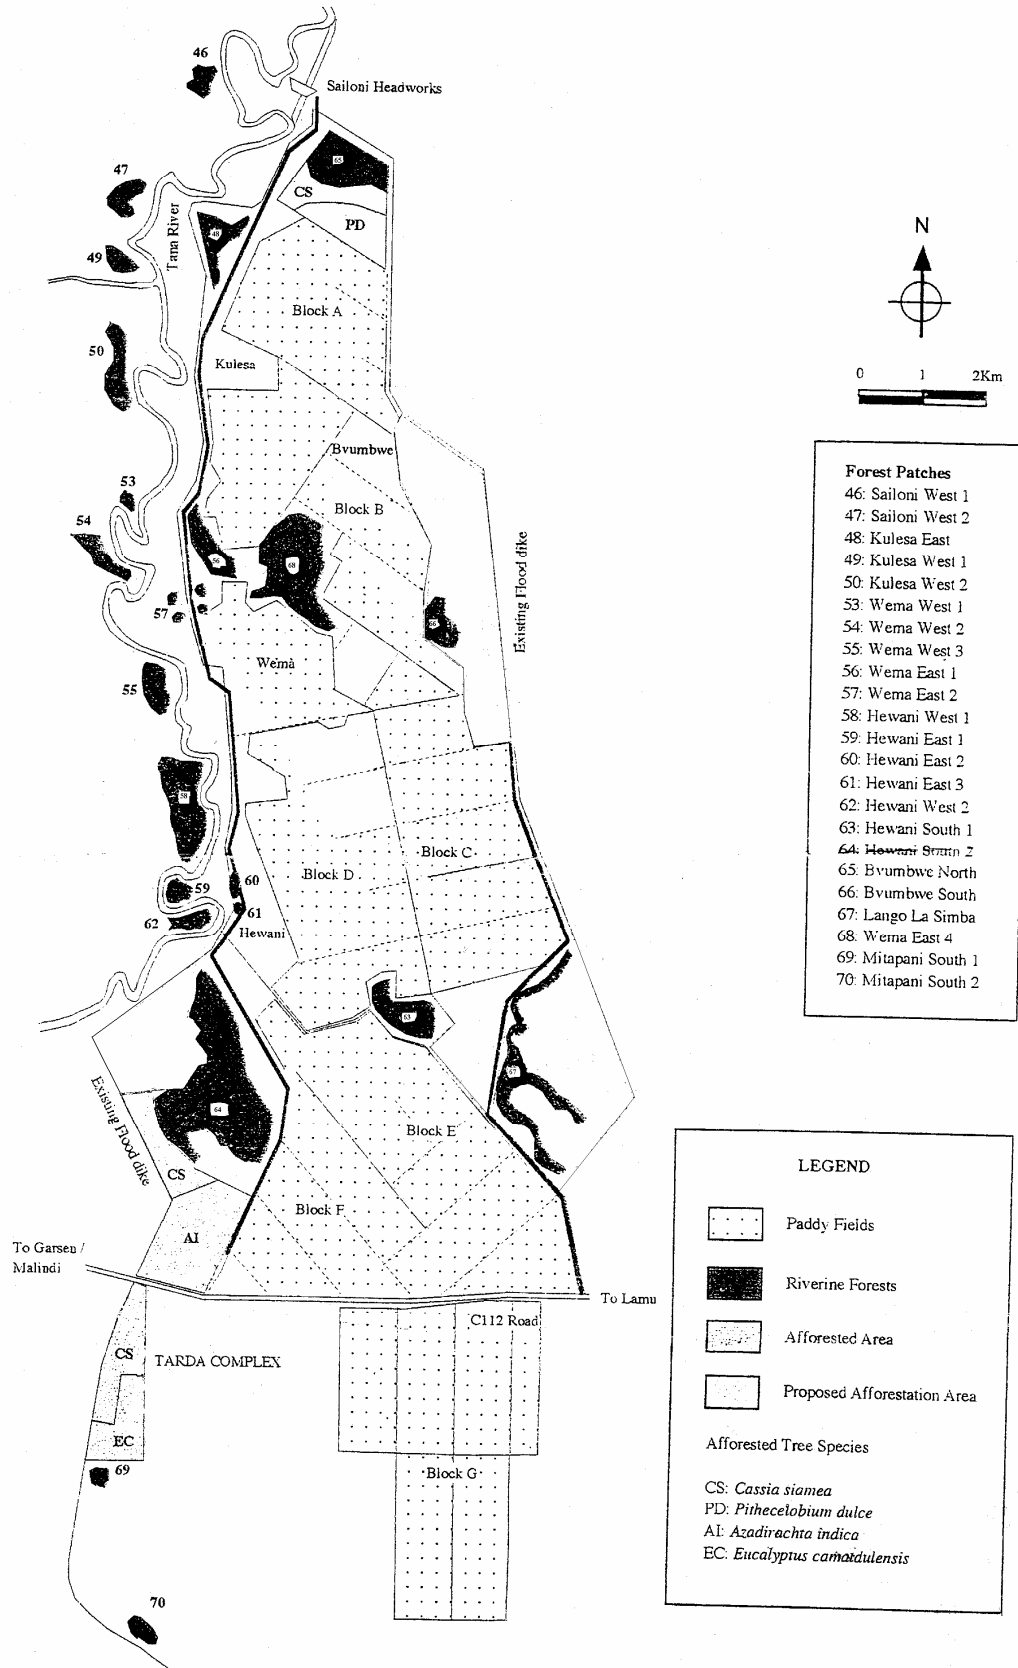 46
Sailoni Headworks
65
47
CS
Tana River
48
PD
N
49
Block A
50
Kulesa
0 1 2Km
Bvumbwe
53
Block B
54
Existing Flood dike
56
68
57
66
Wema
55
58
Block C
Block D
59
60
62
61
Hewani
63
67
Existing Flood dike
64
Block E
CS
Block F
AI
To Garsen /
Malindi
To Lamu
C112 Road
CS
TARDA COMPLEX
EC
69
Block G
70
Forest Patches
46: Sailoni West 1
47: Sailoni West 2
48: Kulesa East
49: Kulesa West 1
50: Kulesa West 2
53: Wema West 1
54: Wema West 2
55: Wema West 3
56: Wema East 1
57: Wema East 2
58: Hewani West 1
59: Hewani East 1
60: Hewani East 2
61: Hewani East 3
62: Hewani West 2
63: Hewani South 1
64: Hewani South 2
65: Bvumbwe North
66: Bvumbwe South
67: Lango La Simba
68: Wema East 4
69: Mitapani South 1
70: Mitapani South 2
LEGEND
Paddy Fields
Riverine Forests
Afforested Area
Proposed Afforestation Area
Afforested Tree Species
CS: Cassia siamea
PD: Pithecelobium dulce
AI: Azadirachta indica
EC: Eucalyptus camaldulensis